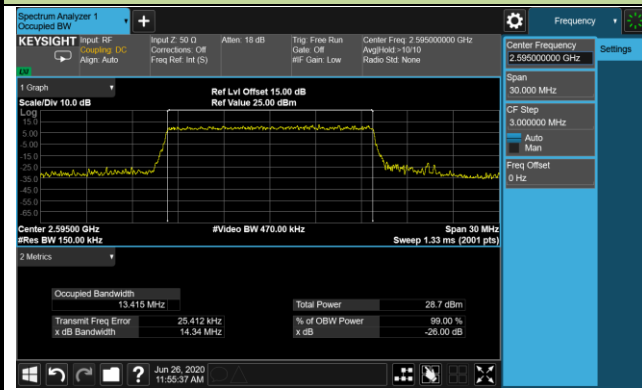 Spectrum Analyzer 1
Occupied BW
Frequency
KEYSIGHT
Input: RF
Coupling: DC
Align: Auto
Input Z: 50 Ω
Corrections: Off
Freq Ref: Int (S)
Atten: 18 dB
Trig: Free Run
Gate: Off
#IF Gain: Low
Center Freq: 2.595000000 GHz
Avg|Hold:>10/10
Radio Std: None
Center Frequency
2.595000000 GHz
Settings
Span
30.000 MHz
CF Step
3.000000 MHz
Auto
Man
Freq Offset
0 Hz
1 Graph
Scale/Div 10.0 dB
Ref Lvl Offset 15.00 dB
Ref Value 25.00 dBm
Log
15.0
5.00
-5.00
-15.0
-25.0
-35.0
-45.0
-55.0
-65.0
Center 2.59500 GHz
#Res BW 150.00 kHz
#Video BW 470.00 kHz
Span 30 MHz
Sweep 1.33 ms (2001 pts)
2 Metrics
Occupied Bandwidth
13.415 MHz
Total Power 28.7 dBm
Transmit Freq Error 25.412 kHz
% of OBW Power 99.00 %
x dB Bandwidth 14.34 MHz
x dB -26.00 dB
Jun 26, 2020
11:55:37 AM